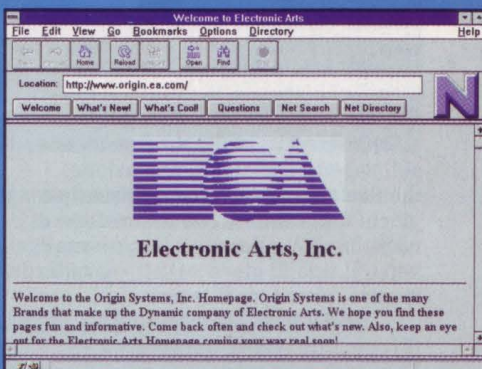 Welcome to Electronic Arts
File Edit View Go Bookmarks Options Directory Help
Home Reload Open Find
Location: http://www.origin.ea.com/
N
Welcome What's New! What's Cool! Questions Net Search Net Directory
Electronic Arts, Inc.
Welcome to the Origin Systems, Inc. Homepage. Origin Systems is one of the many
Brands that make up the Dynamic company of Electronic Arts. We hope you find these
pages fun and informative. Come back often and check out what's new. Also, keep an eye
out for the Electronic Arts Homepage coming your way real soon!